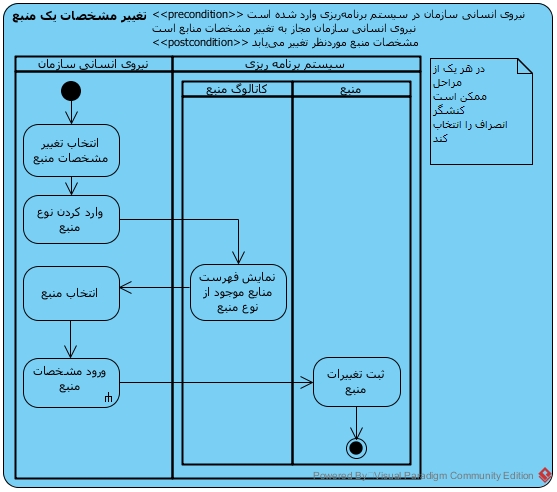 تغییر مشخصات یک منبع
<<precondition>> نیروی انسانی سازمان در سیستم برنامه‌ریزی وارد شده است
نیروی انسانی سازمان مجاز به تغییر مشخصات منابع است
<<postcondition>> مشخصات منبع موردنظر تغییر می‌یابد
نیروی انسانی سازمان
سیستم برنامه ریزی
کاتالوگ منبع
منبع
در هر یک از
مراحل
ممکن است
کنشگر
انصراف را انتخاب
کند
انتخاب تغییر
مشخصات منبع
وارد کردن نوع
منبع
نمایش فهرست
منابع موجود از
نوع منبع
انتخاب منبع
ورود مشخصات
منبع
ثبت تغییرات
منبع
Powered By Visual Paradigm Community Edition